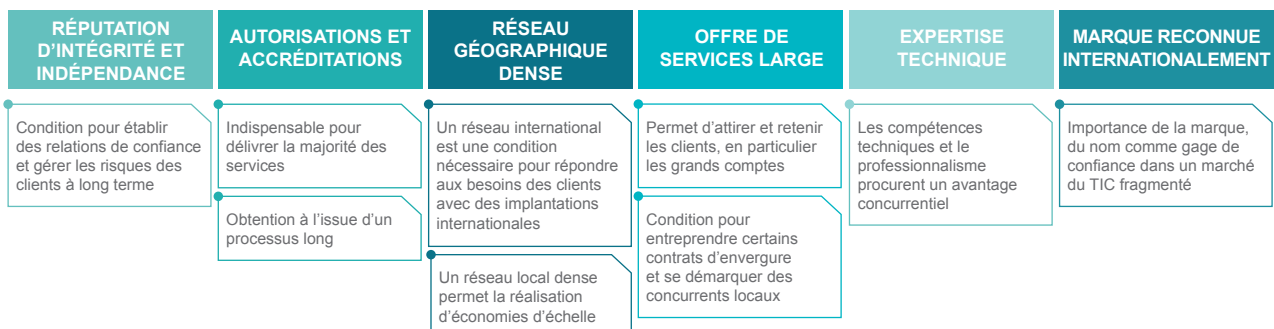 RÉPUTATION
D’INTÉGRITÉ ET
INDÉPENDANCE
Condition pour établir
des relations de confiance
et gérer les risques des
clients à long terme
AUTORISATIONS ET
ACCRÉDITATIONS
Indispensable pour
délivrer la majorité des
services
Obtention à l’issue d’un
processus long
RÉSEAU
GÉOGRAPHIQUE
DENSE
Un réseau international
est une condition
nécessaire pour répondre
aux besoins des clients
avec des implantations
internationales
Un réseau local dense
permet la réalisation
d’économies d’échelle
OFFRE DE
SERVICES LARGE
Permet d’attirer et retenir
les clients, en particulier
les grands comptes
Condition pour
entreprendre certains
contrats d’envergure
et se démarquer des
concurrents locaux
EXPERTISE
TECHNIQUE
Les compétences
techniques et le
professionnalisme
procurent un avantage
concurrentiel
MARQUE RECONNUE
INTERNATIONALEMENT
Importance de la marque,
du nom comme gage de
confiance dans un marché
du TIC fragmenté